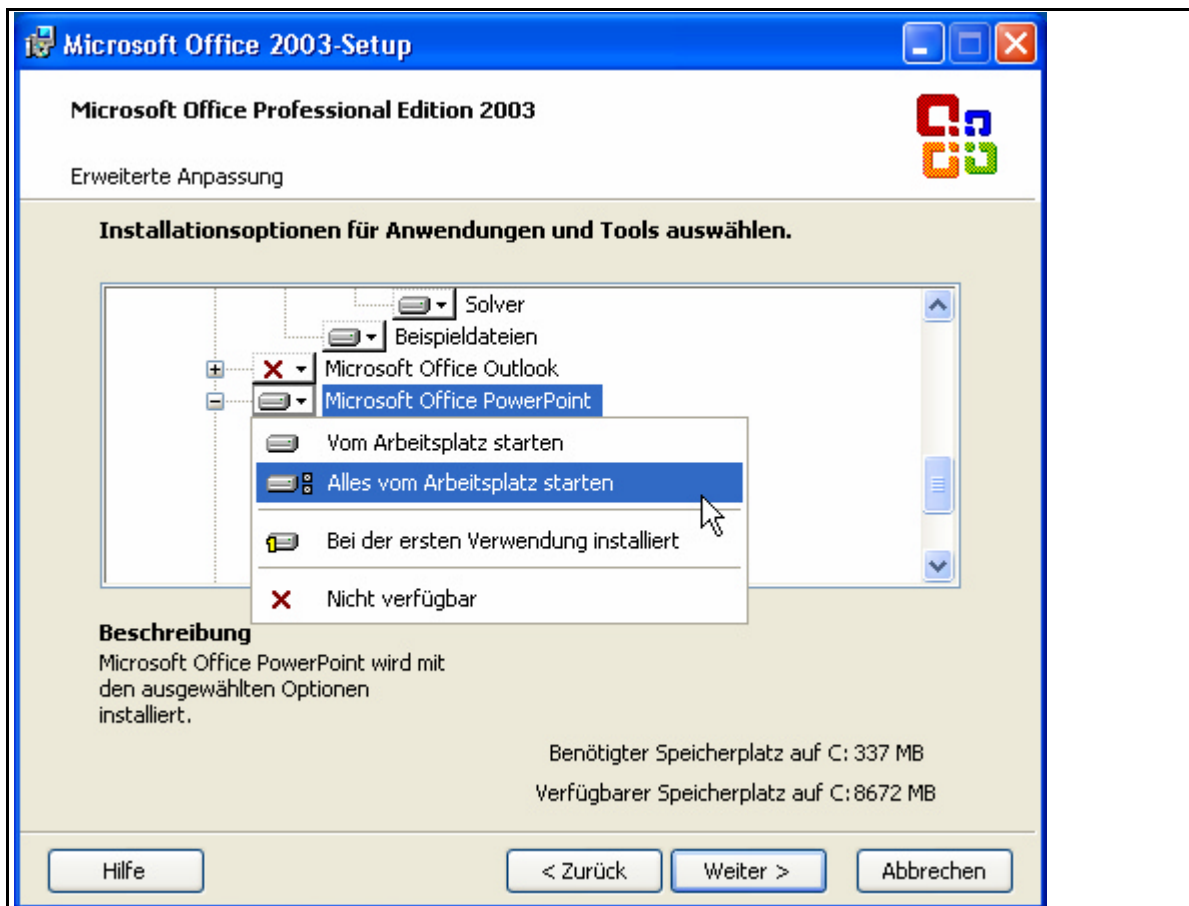 Microsoft Office 2003-Setup
Microsoft Office Professional Edition 2003
Erweiterte Anpassung
Installationsoptionen für Anwendungen und Tools auswählen.
Solver
Beispieldateien
Microsoft Office Outlook
Microsoft Office PowerPoint
Vom Arbeitsplatz starten
Alles vom Arbeitsplatz starten
Bei der ersten Verwendung installiert
Nicht verfügbar
Beschreibung
Microsoft Office PowerPoint wird mit
den ausgewählten Optionen
installiert.
Benötigter Speicherplatz auf C: 337 MB
Verfügbarer Speicherplatz auf C: 8672 MB
Hilfe
< Zurück
Weiter >
Abbrechen